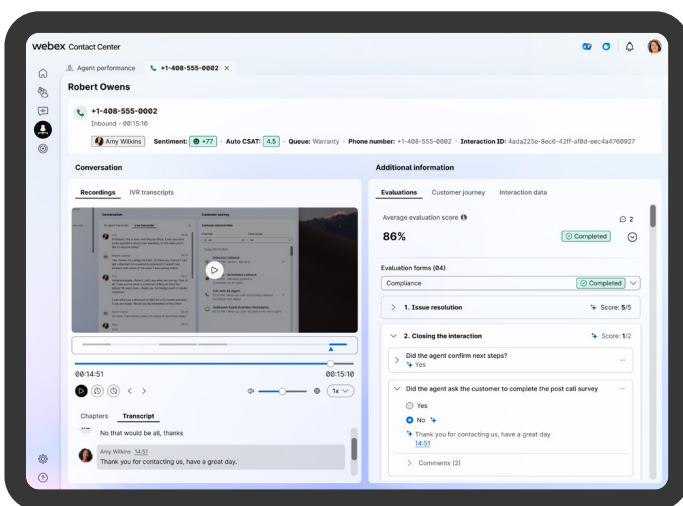 webex Contact Center
Agent performance
+1-408-555-0002 ×
Robert Owens
+1-408-555-0002
Inbound - 00:15:10
Amy Wilkins Sentiment: +77 · Auto CSAT: 4.5 · Queue: Warranty · Phone number: +1-408-555-0002 · Interaction ID: 4ada225e-8ec6-42ff-af0d-eec4a4760927
Conversation
Recordings IVR transcripts
Conversation
Customer journey
00:14:51 00:15:10
1x
Chapters Transcript
No that would be all, thanks
Amy Wilkins 14:51
Thank you for contacting us, have a great day.
Additional information
Evaluations Customer journey Interaction data
Average evaluation score 2
86% Completed
Evaluation forms (04)
Compliance Completed
1. Issue resolution Score: 5/5
2. Closing the interaction Score: 1/2
Did the agent confirm next steps?
Yes
Did the agent ask the customer to complete the post call survey
Yes
No
Thank you for contacting us, have a great day
14:51
Comments (2)